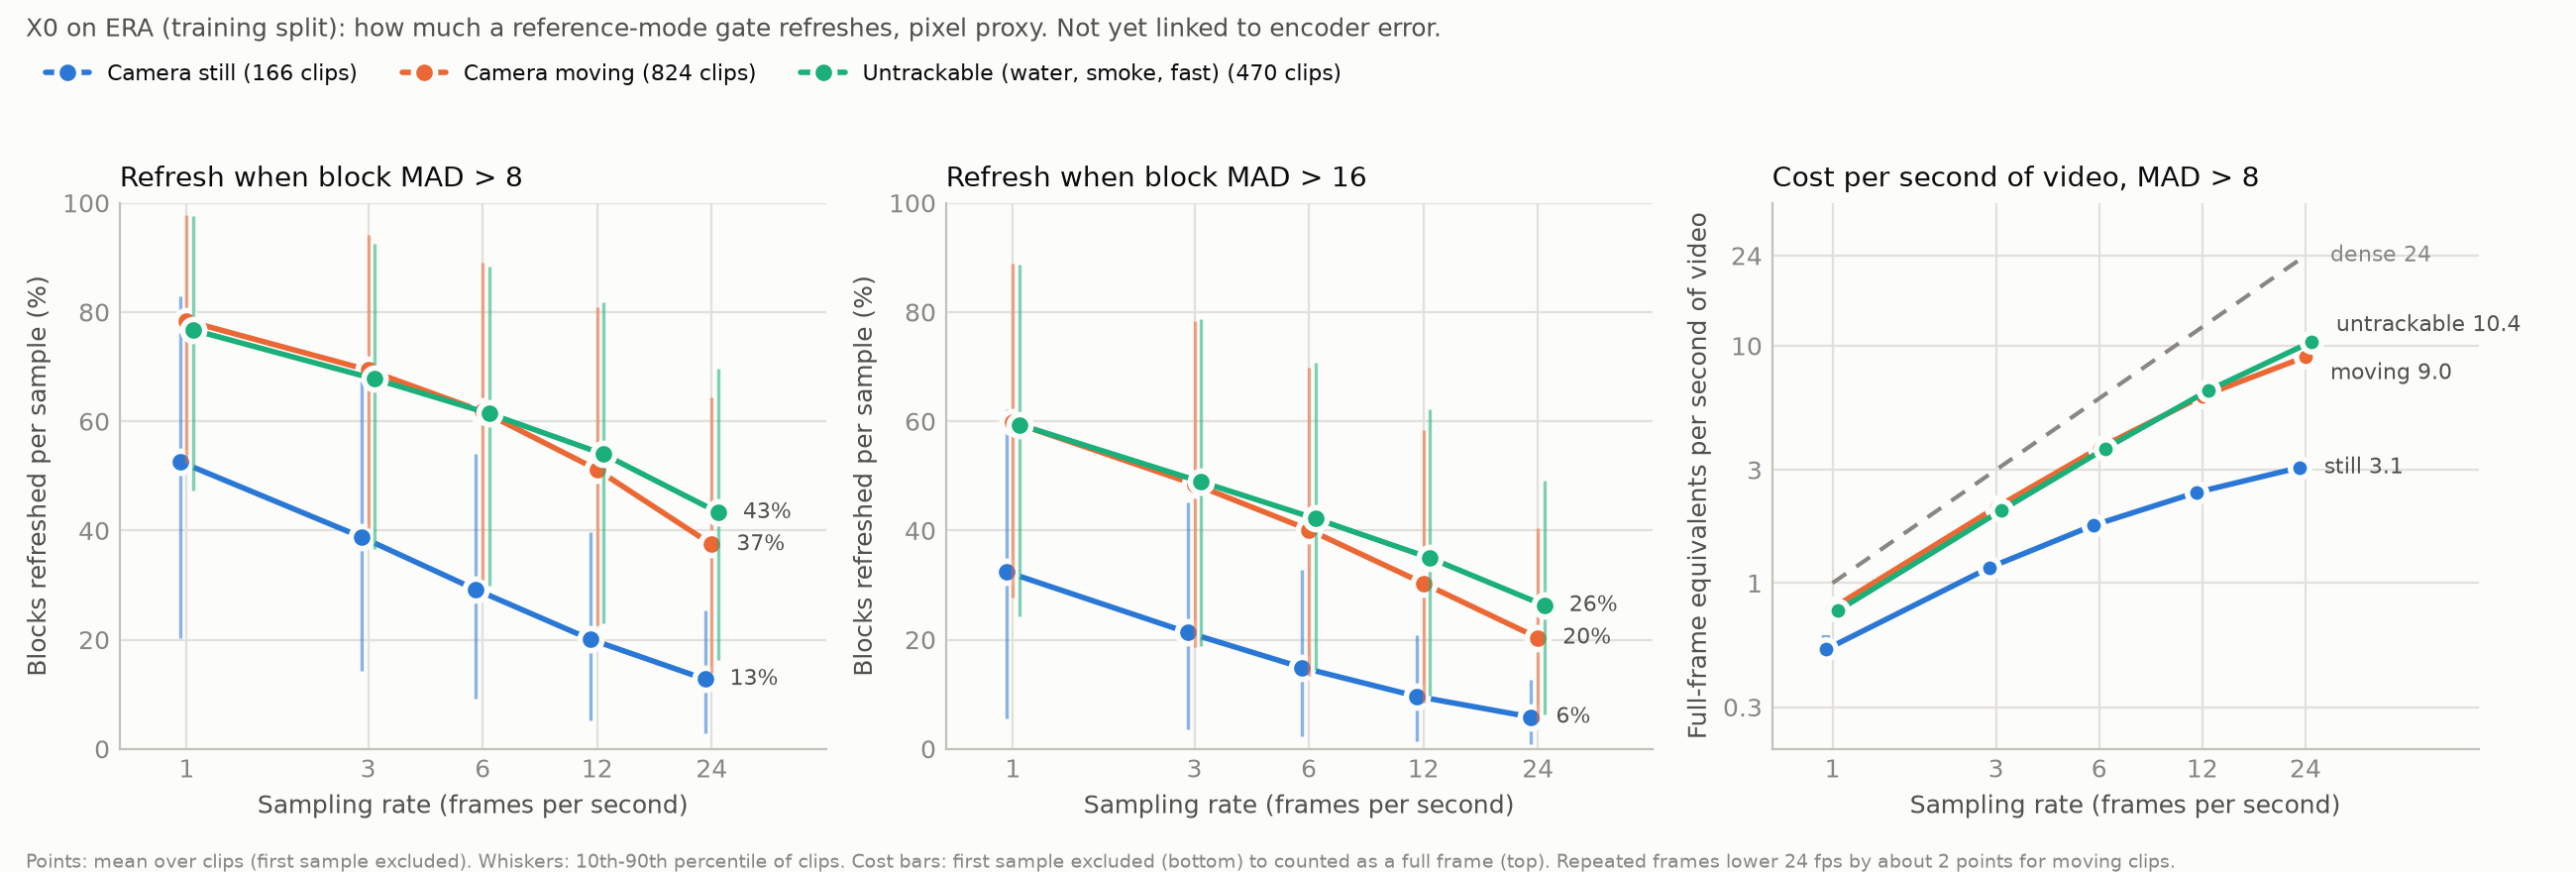 X0 on ERA (training split): how much a reference-mode gate refreshes, pixel proxy. Not yet linked to encoder error.
Camera still (166 clips)
Camera moving (824 clips)
Untrackable (water, smoke, fast) (470 clips)
Refresh when block MAD > 8
Blocks refreshed per sample (%)
100
80
60
40
20
0
43%
37%
13%
1
3
6
12
24
Sampling rate (frames per second)
Refresh when block MAD > 16
Blocks refreshed per sample (%)
100
80
60
40
20
0
26%
20%
6%
1
3
6
12
24
Sampling rate (frames per second)
Cost per second of video, MAD > 8
Full-frame equivalents per second of video
24
10
3
1
0.3
dense 24
untrackable 10.4
moving 9.0
still 3.1
1
3
6
12
24
Sampling rate (frames per second)
Points: mean over clips (first sample excluded). Whiskers: 10th-90th percentile of clips. Cost bars: first sample excluded (bottom) to counted as a full frame (top). Repeated frames lower 24 fps by about 2 points for moving clips.